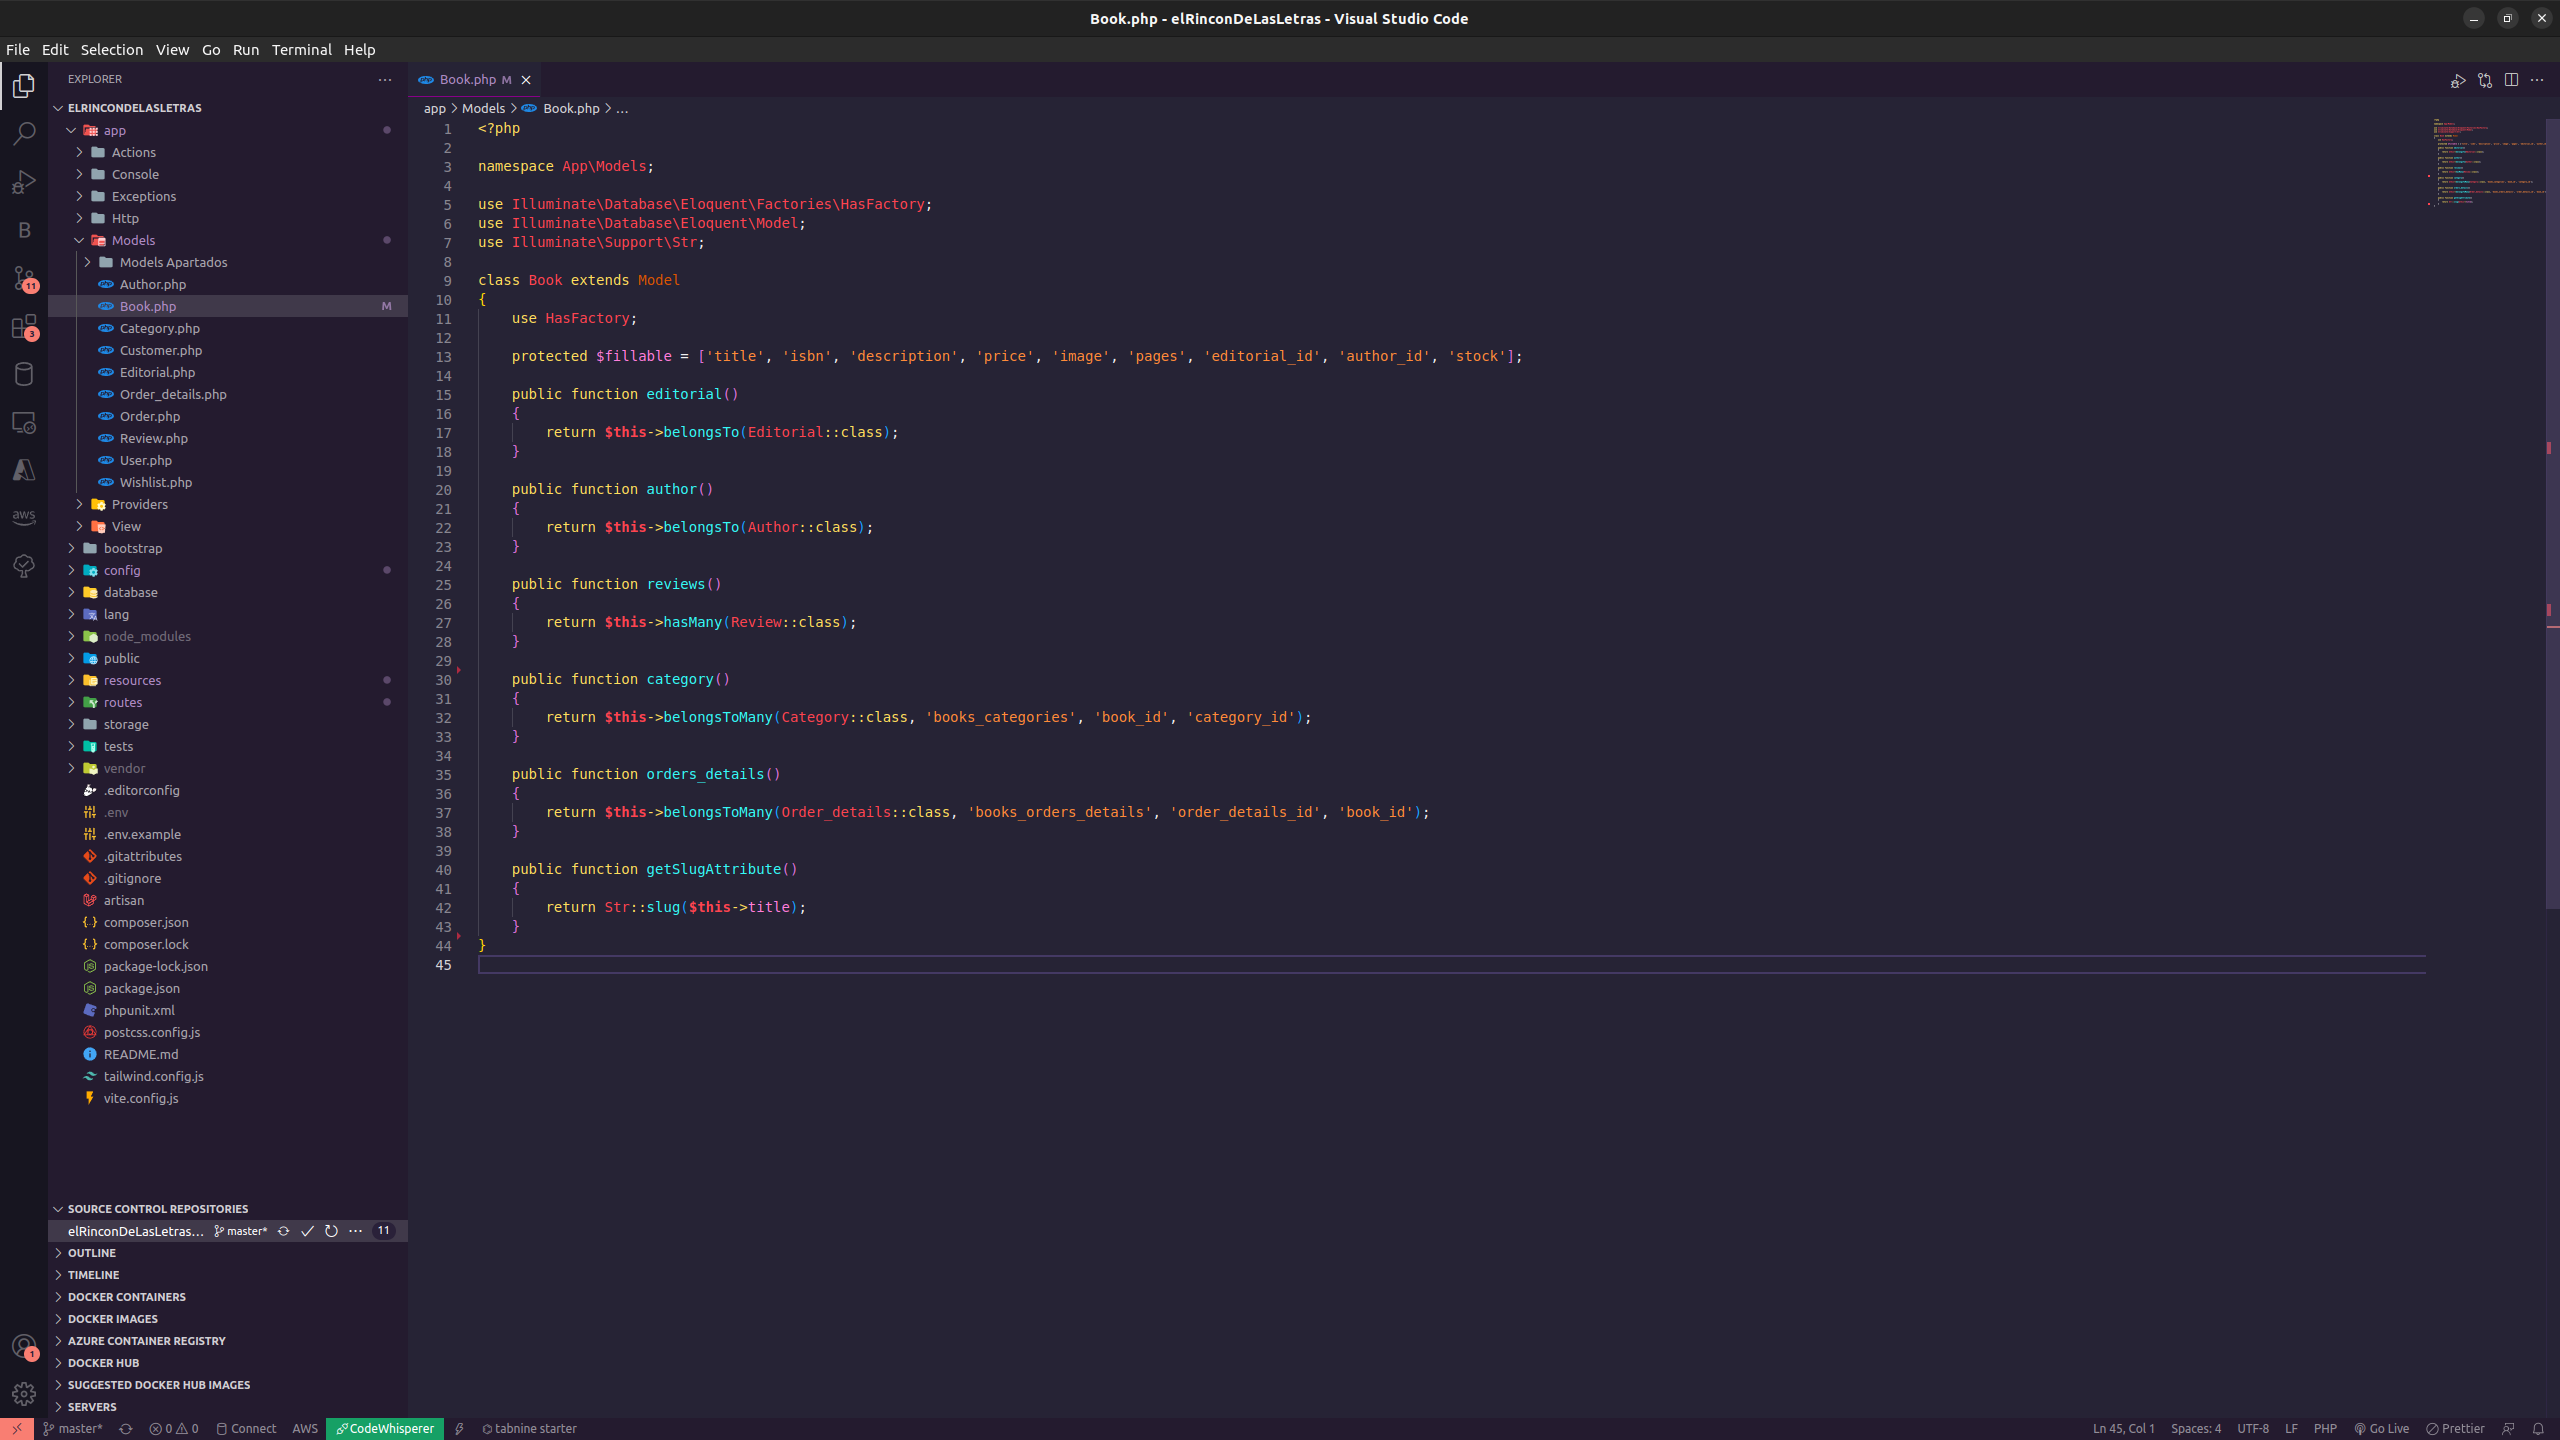 Book.php - elRinconDeLasLetras - Visual Studio Code
File Edit Selection View Go Run Terminal Help
EXPLORER
ELRINCONDELASLETRAS
app
Actions
Console
Exceptions
Http
Models
Models Apartados
Author.php
Book.php M
Category.php
Customer.php
Editorial.php
Order_details.php
Order.php
Review.php
User.php
Wishlist.php
Providers
View
bootstrap
config
database
lang
node_modules
public
resources
routes
storage
tests
vendor
.editorconfig
.env
.env.example
.gitattributes
.gitignore
artisan
composer.json
composer.lock
package-lock.json
package.json
phpunit.xml
postcss.config.js
README.md
tailwind.config.js
vite.config.js
SOURCE CONTROL REPOSITORIES
elRinconDeLasLetras... master* 11
OUTLINE
TIMELINE
DOCKER CONTAINERS
DOCKER IMAGES
AZURE CONTAINER REGISTRY
DOCKER HUB
SUGGESTED DOCKER HUB IMAGES
SERVERS
B
11
3
aws
1
Book.php M
app > Models > Book.php > ...
1 <?php
2
3 namespace App\Models;
4
5 use Illuminate\Database\Eloquent\Factories\HasFactory;
6 use Illuminate\Database\Eloquent\Model;
7 use Illuminate\Support\Str;
8
9 class Book extends Model
10 {
11 use HasFactory;
12
13 protected $fillable = ['title', 'isbn', 'description', 'price', 'image', 'pages', 'editorial_id', 'author_id', 'stock'];
14
15 public function editorial()
16 {
17 return $this->belongsTo(Editorial::class);
18 }
19
20 public function author()
21 {
22 return $this->belongsTo(Author::class);
23 }
24
25 public function reviews()
26 {
27 return $this->hasMany(Review::class);
28 }
29
30 public function category()
31 {
32 return $this->belongsToMany(Category::class, 'books_categories', 'book_id', 'category_id');
33 }
34
35 public function orders_details()
36 {
37 return $this->belongsToMany(Order_details::class, 'books_orders_details', 'order_details_id', 'book_id');
38 }
39
40 public function getSlugAttribute()
41 {
42 return Str::slug($this->title);
43 }
44 }
45
master* 0 0 Connect AWS CodeWhisperer tabnine starter
Ln 45, Col 1 Spaces: 4 UTF-8 LF PHP Go Live Prettier